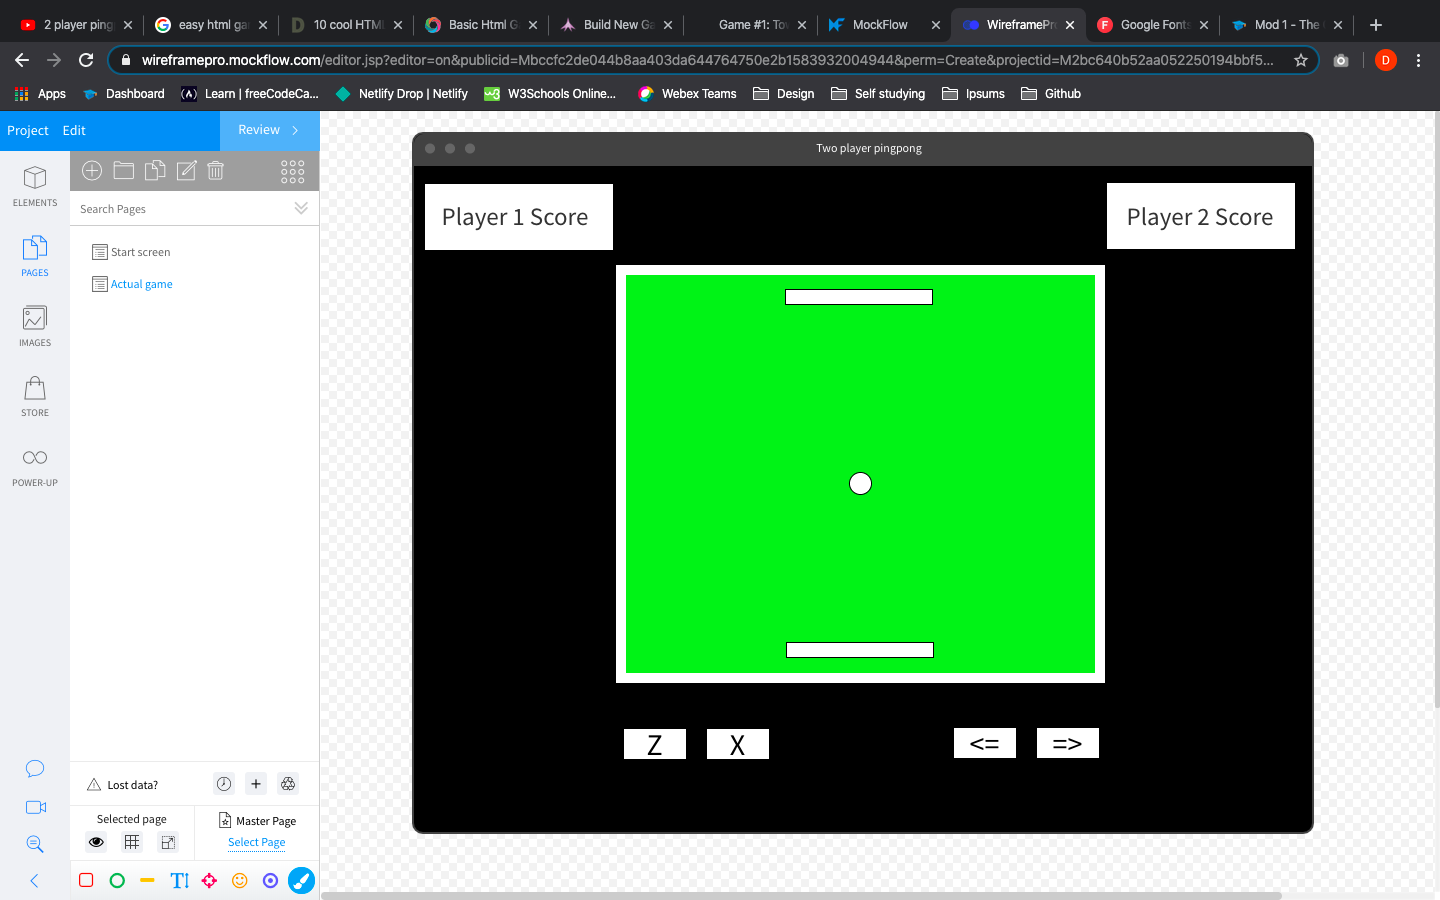 2 player ping
easy html ga
10 cool HTML
Basic Html G
Build New Ga
Game #1: To
MockFlow
WireframePr
Google Fonts
Mod 1 - The
wireframepro.mockflow.com/editor.jsp?editor=on&publicid=Mbccfc2de044b8aa403da644764750e2b1583932004944&perm=Create&projectid=M2bc640b52aa052250194bbf5...
D
Apps
Dashboard
Learn | freeCodeCa...
Netlify Drop | Netlify
W3Schools Online...
Webex Teams
Design
Self studying
Ipsums
Github
Project
Edit
Review
ELEMENTS
PAGES
IMAGES
STORE
POWER-UP
Search Pages
Start screen
Actual game
Two player pingpong
Player 1 Score
Player 2 Score
Z
X
<=
=>
Lost data?
Selected page
Master Page
Select Page